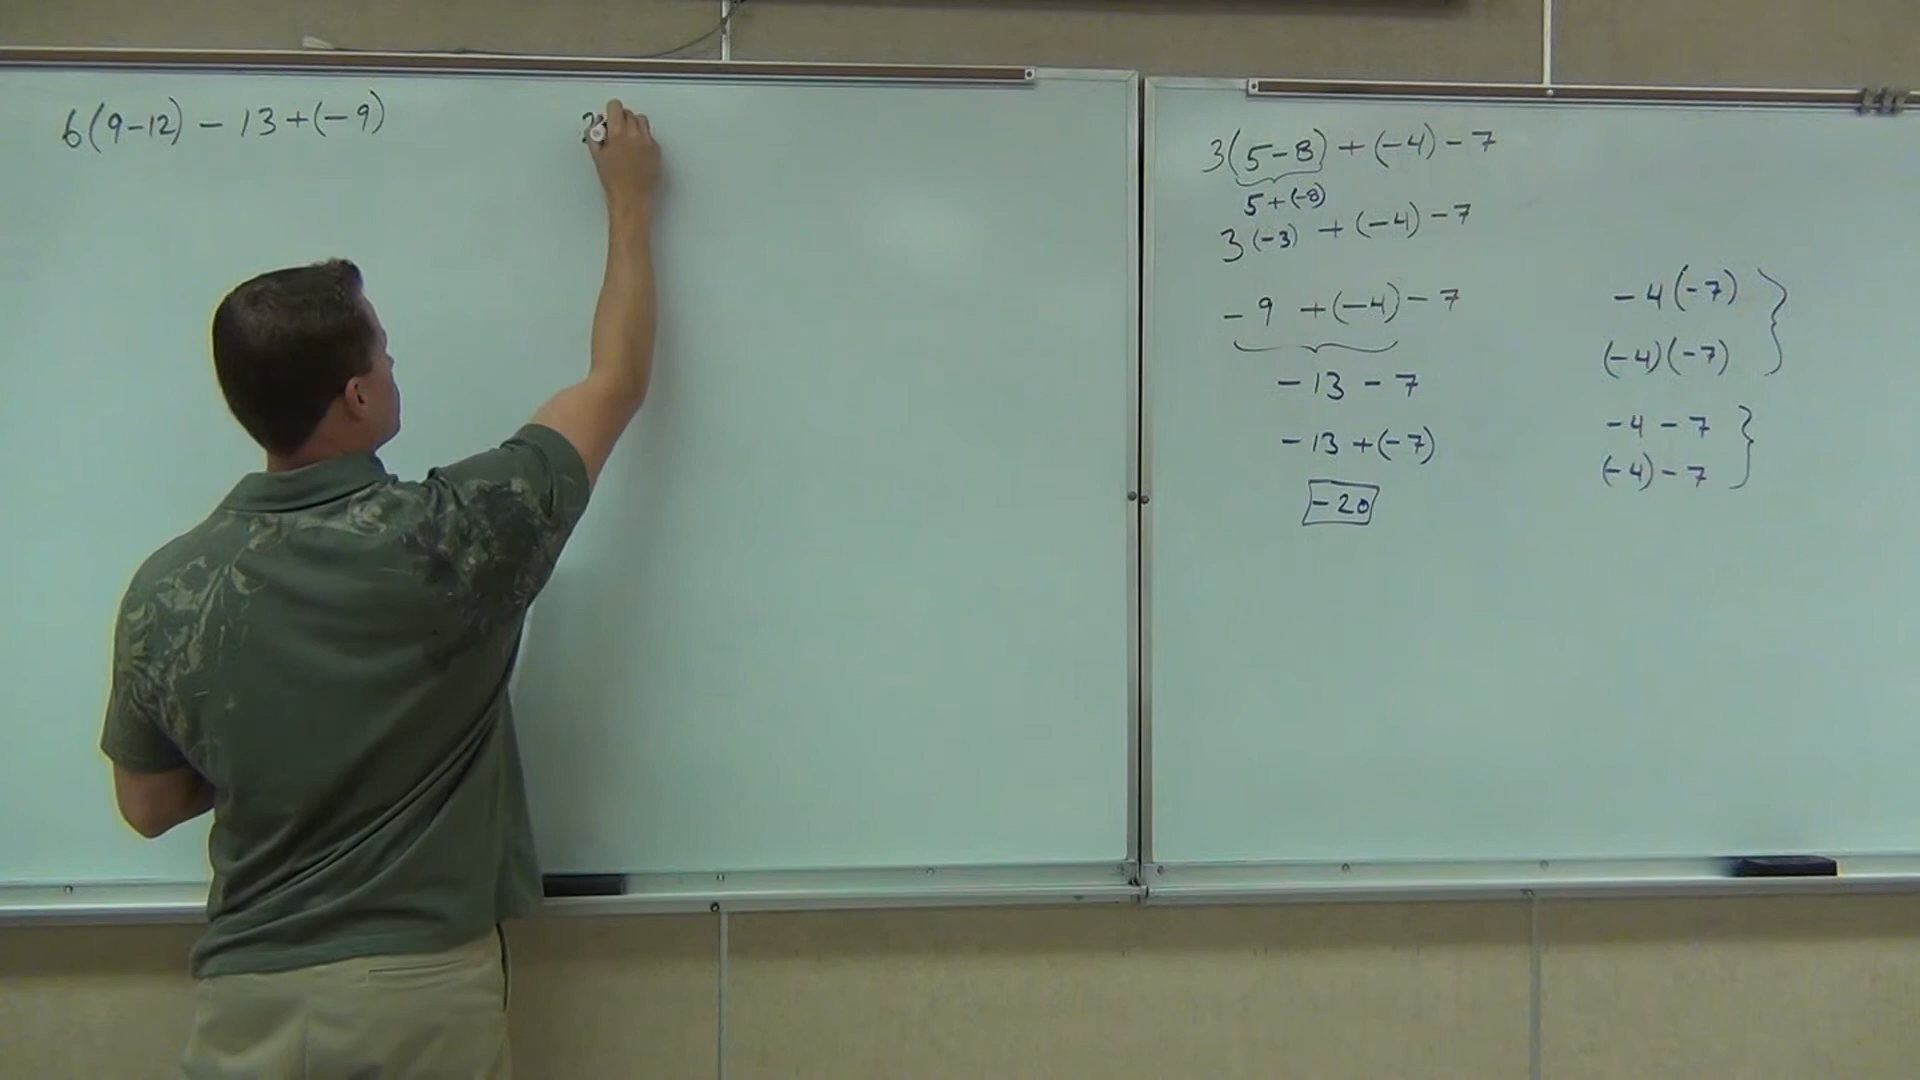 6(9-12) - 13 + (-9)
3(5-8) + (-4) - 7
5+(-8)
3(-3) + (-4) - 7
-9 + (-4) - 7
-13 - 7
-13 + (-7)
-20
-4(-7)
(-4)(-7)
-4 - 7
(-4) - 7